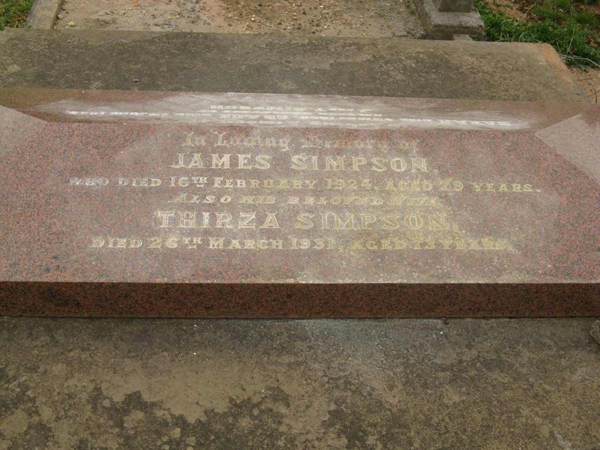 In Loving Memory of
JAMES SIMPSON
WHO DIED 16TH FEBRUARY 1924, AGED 79 YEARS.
ALSO HIS BELOVED WIFE
THIRZA SIMPSON,
DIED 26TH MARCH 1931, AGED 73 YEARS.